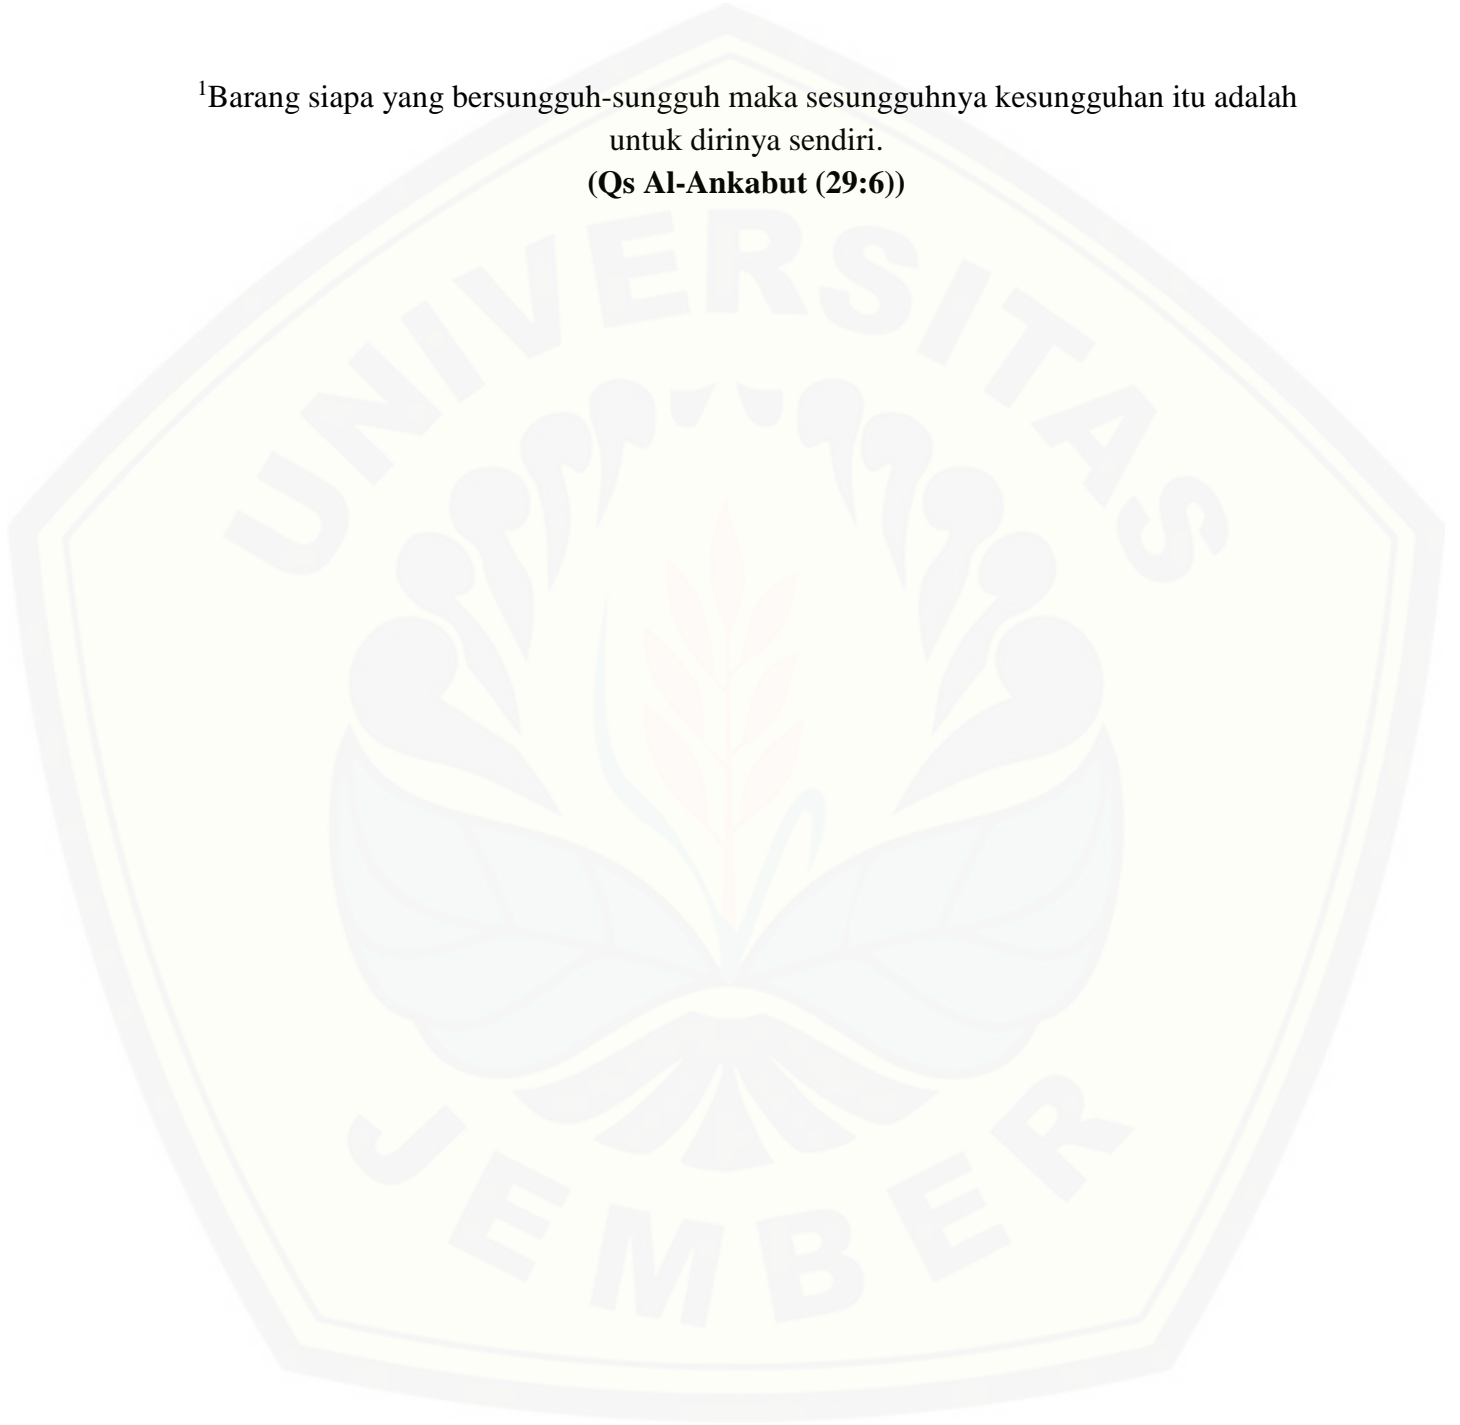 ¹Barang siapa yang bersungguh-sungguh maka sesungguhnya kesungguhan itu adalah
untuk dirinya sendiri.
(Qs Al-Ankabut (29:6))
UNIVERSITAS
JEMBER